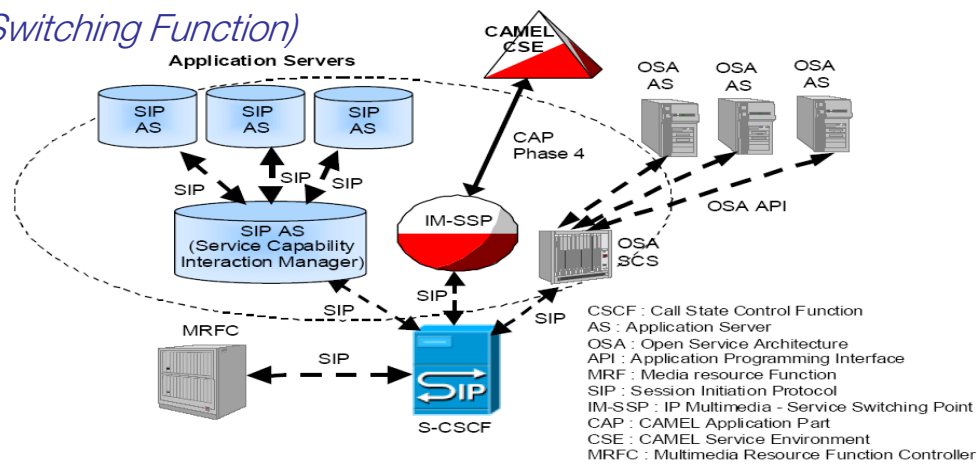 Switching Function)
Application Servers
CAMEL
CSE
OSA
AS
OSA
AS
OSA
AS
SIP
AS
SIP
AS
SIP
AS
CAP
Phase 4
SIP
SIP
SIP
OSA API
SIP AS
(Service Capability
Interaction Manager)
IM-SSP
OSA
SCS
SIP
SIP
SIP
MRFC
SIP
SIP
S-CSCF
CSCF : Call State Control Function
AS : Application Server
OSA : Open Service Architecture
API : Application Programming Interface
MRF : Media resource Function
SIP : Session Initiation Protocol
IM-SSP : IP Multimedia - Service Switching Point
CAP : CAMEL Application Part
CSE : CAMEL Service Environment
MRFC : Multimedia Resource Function Controller